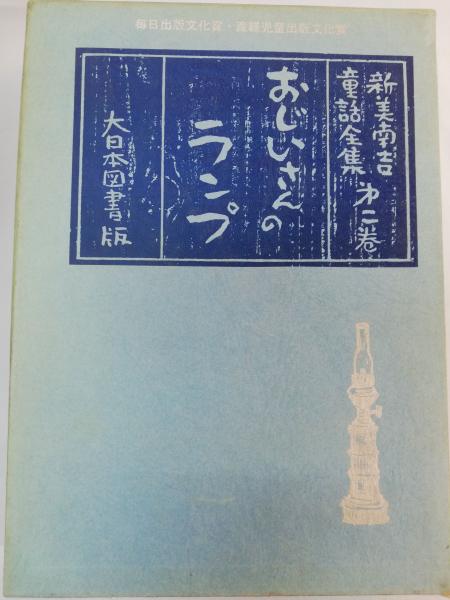 毎日出版文化賞・産経児童出版文化賞
新美南吉
童話全集 第二巻
おじいさんの
ランプ
大日本図書版